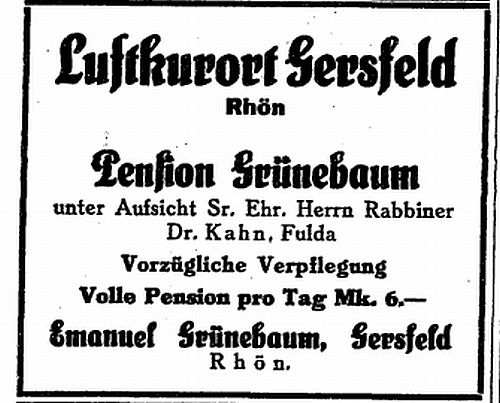 Luftkurort Gersfeld
Rhön
Pension Grünebaum
unter Aufsicht Sr. Ehr. Herrn Rabbiner
Dr. Kahn, Fulda
Vorzügliche Verpflegung
Volle Pension pro Tag Mk. 6.—
Emanuel Grünebaum, Gersfeld
Rhön.